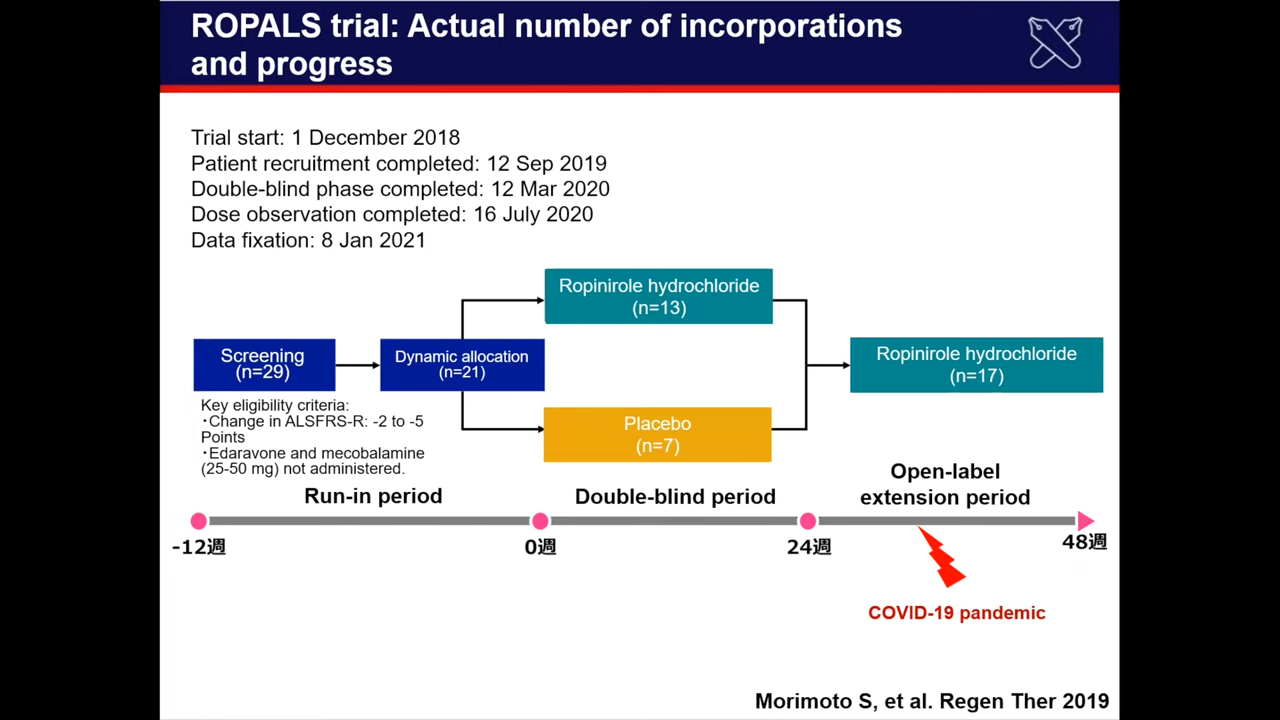 ROPALS trial: Actual number of incorporations
and progress
Trial start: 1 December 2018
Patient recruitment completed: 12 Sep 2019
Double-blind phase completed: 12 Mar 2020
Dose observation completed: 16 July 2020
Data fixation: 8 Jan 2021
Screening
(n=29)
Dynamic allocation
(n=21)
Ropinirole hydrochloride
(n=13)
Placebo
(n=7)
Ropinirole hydrochloride
(n=17)
Key eligibility criteria:
・Change in ALSFRS-R: -2 to -5
Points
・Edaravone and mecobalamine
(25-50 mg) not administered.
Run-in period
Double-blind period
Open-label
extension period
-12週
0週
24週
48週
COVID-19 pandemic
Morimoto S, et al. Regen Ther 2019